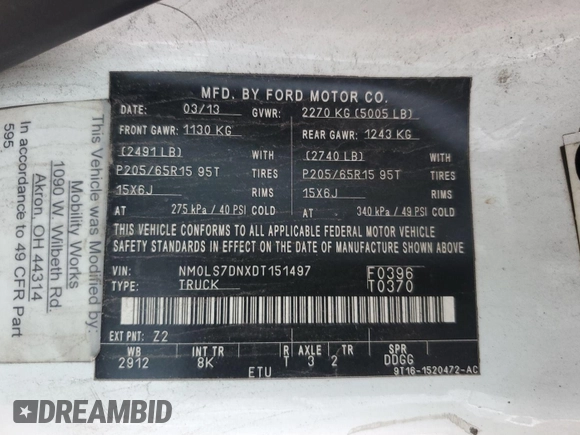 MFD. BY FORD MOTOR CO.
DATE: 03/13 GVWR: 2270 KG (5005 LB)
FRONT GAWR: 1130 KG REAR GAWR: 1243 KG
(2491 LB) WITH (2740 LB) WITH
P205/65R15 95T TIRES P205/65R15 95T TIRES
15X6J RIMS 15X6J RIMS
AT 275 kPa / 40 PSI COLD AT 340 kPa / 49 PSI COLD
THIS VEHICLE CONFORMS TO ALL APPLICABLE FEDERAL MOTOR VEHICLE
SAFETY STANDARDS IN EFFECT ON THE DATE OF MANUFACTURE SHOWN ABOVE.
VIN: NM0LS7DNXDT151497 F0396
TYPE: TRUCK T0370
EXT PNT: Z2
WB INT TR R AXLE TR SPR
2912 8K T 3 2 DDGG
ETU 9T16-1520472-AC
This Vehicle was Modified by:
Mobility Works
1090 W. Wilbeth Rd.
Akron, OH 44314
In accordance to 49 CFR Part
595.
DREAMBID